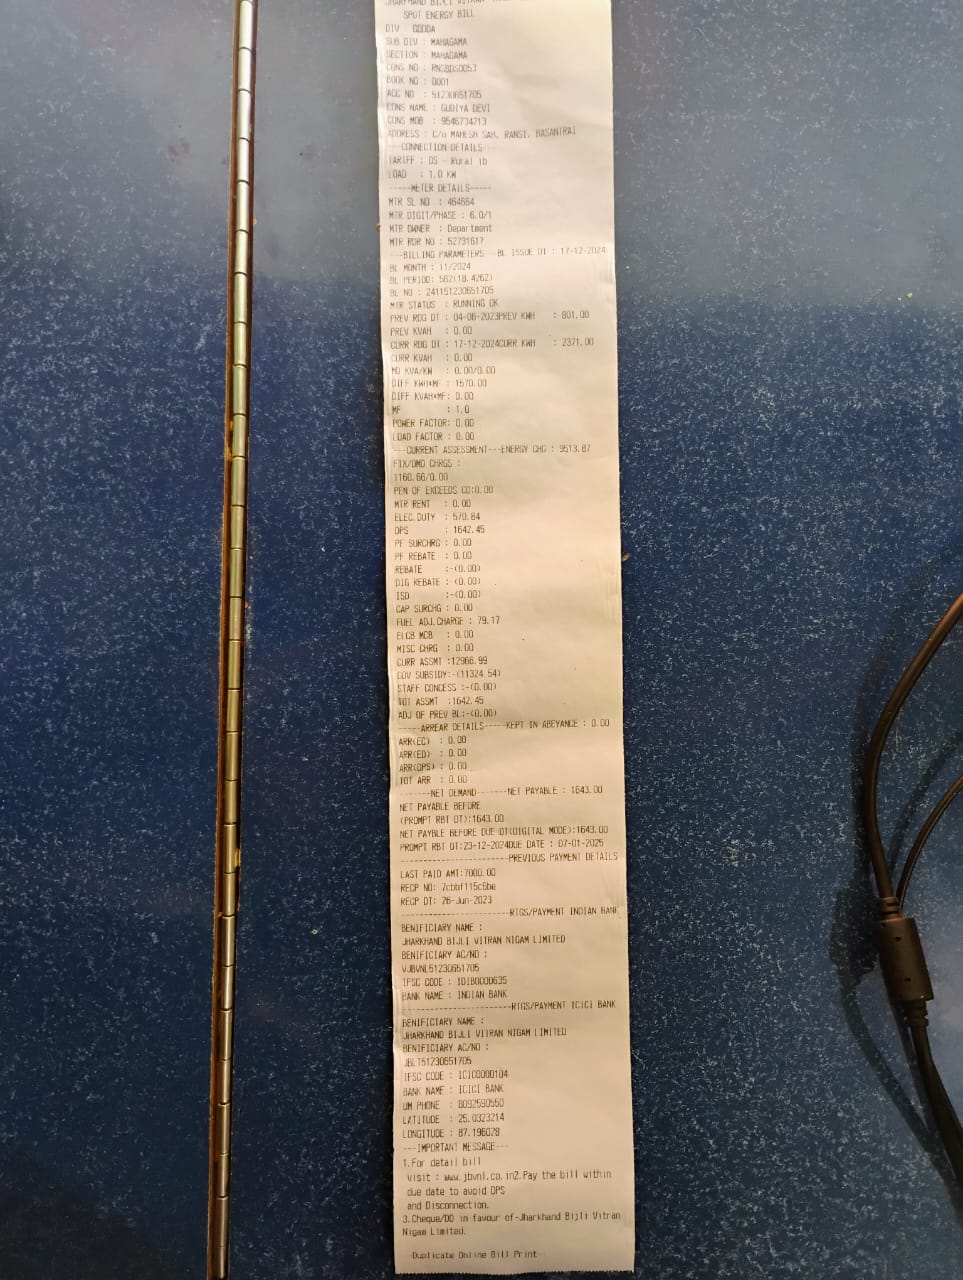 JHARKHAND BIJLI VITRAN
SPOT ENERGY BILL
DIV : GODDA
SUB DIV : MAHAGAMA
SECTION : MAHAGAMA
CONS NO : RNSBDS0053
BOOK NO : 0001
ACC NO : 51230651705
CONS NAME : GUDIYA DEVI
CONS MOB : 9546734213
ADDRESS : C/o MAHESH SAH, RANSI, BASANTRAI
---CONNECTION DETAILS---
TARIFF : DS - Rural ib
LOAD : 1.0 KW
-----METER DETAILS-----
MTR SL NO : 464664
MTR DIGIT/PHASE : 6.0/1
MTR OWNER : Department
MTR RDR NO : 52731617
---BILLING PARAMETERS---BL ISSUE DT : 17-12-2024
BL MONTH : 11/2024
BL PERIOD: 562(18.4262)
BL NO : 241151230651705
MTR STATUS : RUNNING OK
PREV RDG DT : 04-06-2023PREV KWH : 801.00
PREV KVAH : 0.00
CURR RDG DT : 17-12-2024CURR KWH : 2371.00
CURR KVAH : 0.00
MD KVA/KW : 0.00/0.00
DIFF KWH*MF : 1570.00
DIFF KVAH*MF: 0.00
MF : 1.0
POWER FACTOR: 0.00
LOAD FACTOR : 0.00
---CURRENT ASSESSMENT---ENERGY CHG : 9513.87
FIX/DMD CHRGS :
1160.66/0.00
PEN OF EXCEEDS CD:0.00
MTR RENT : 0.00
ELEC.DUTY : 570.84
DPS : 1642.45
PF SURCHRG : 0.00
PF REBATE : 0.00
REBATE :-(0.00)
DIG REBATE :-(0.00)
ISD :-(0.00)
CAP SURCHG : 0.00
FUEL ADJ.CHARGE : 79.17
ELCB MCB : 0.00
MISC CHRG : 0.00
CURR ASSMT :12966.99
GOV SUBSIDY:-(11324.54)
STAFF CONCESS :-(0.00)
TOT ASSMT :1642.45
ADJ OF PREV BL:-(0.00)
-----ARREAR DETAILS-----KEPT IN ABEYANCE : 0.00
ARR(EC) : 0.00
ARR(ED) : 0.00
ARR(DPS) : 0.00
TOT ARR : 0.00
-------NET DEMAND-------NET PAYABLE : 1643.00
NET PAYABLE BEFORE
(PROMPT RBT DT):1643.00
NET PAYBLE BEFORE DUE DT(DIGITAL MODE):1643.00
PROMPT RBT DT:23-12-2024DUE DATE : 07-01-2025
------------------------PREVIOUS PAYMENT DETAILS
LAST PAID AMT:7000.00
RECP NO: 7cbbf115c6be
RECP DT: 26-Jun-2023
------------------------RTGS/PAYMENT INDIAN BANK
BENIFICIARY NAME :
JHARKHAND BIJLI VITRAN NIGAM LIMITED
BENIFICIARY AC/NO :
VJBVNL51230651705
IFSC CODE : IDIB0000635
BANK NAME : INDIAN BANK
------------------------RTGS/PAYMENT ICICI BANK
BENIFICIARY NAME :
JHARKHAND BIJLI VITRAN NIGAM LIMITED
BENIFICIARY AC/NO :
JBLT51230651705
IFSC CODE : ICIC0000104
BANK NAME : ICICI BANK
UM PHONE : 8092590550
LATITUDE : 25.0323214
LONGITUDE : 87.196028
---IMPORTANT MESSAGE---
1.For detail bill
visit : www.jbvnl.co.in2.Pay the bill within
due date to avoid DPS
and Disconnection.
3.Cheque/DD in favour of-Jharkhand Bijli Vitran
Nigam Limited.
-Duplicate Online Bill Print